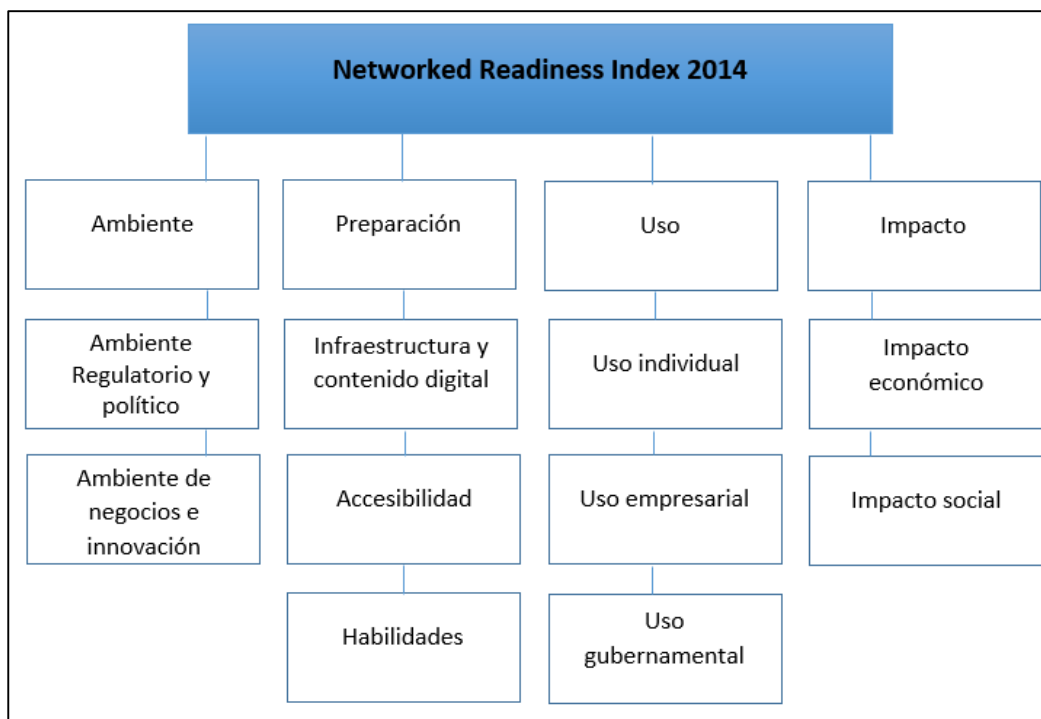 Networked Readiness Index 2014
Ambiente
Preparación
Uso
Impacto
Ambiente
Regulatorio y
político
Infraestructura y
contenido digital
Uso individual
Impacto
económico
Ambiente de
negocios e
innovación
Accesibilidad
Uso empresarial
Impacto social
Habilidades
Uso
gubernamental